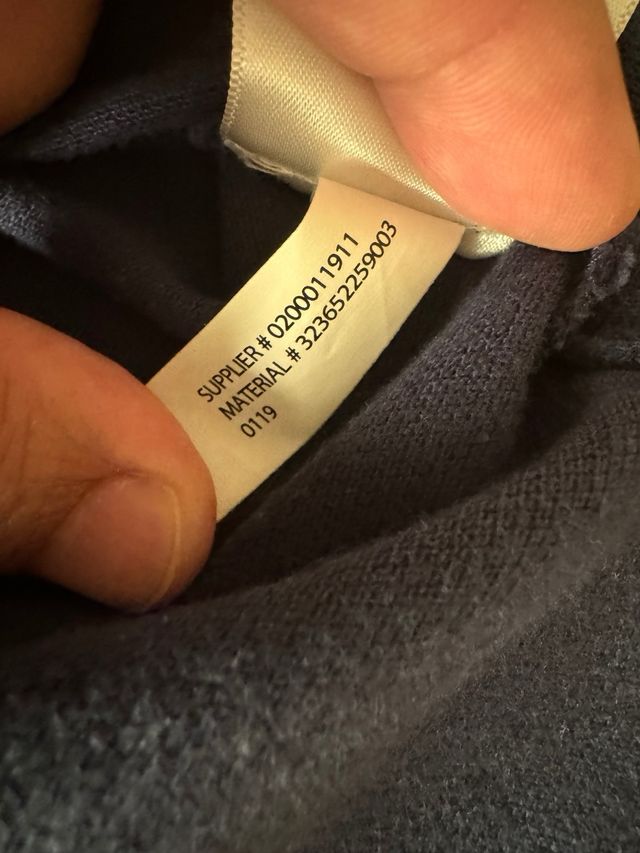 SUPPLIER # 0200011911
MATERIAL # 323652259003
0119